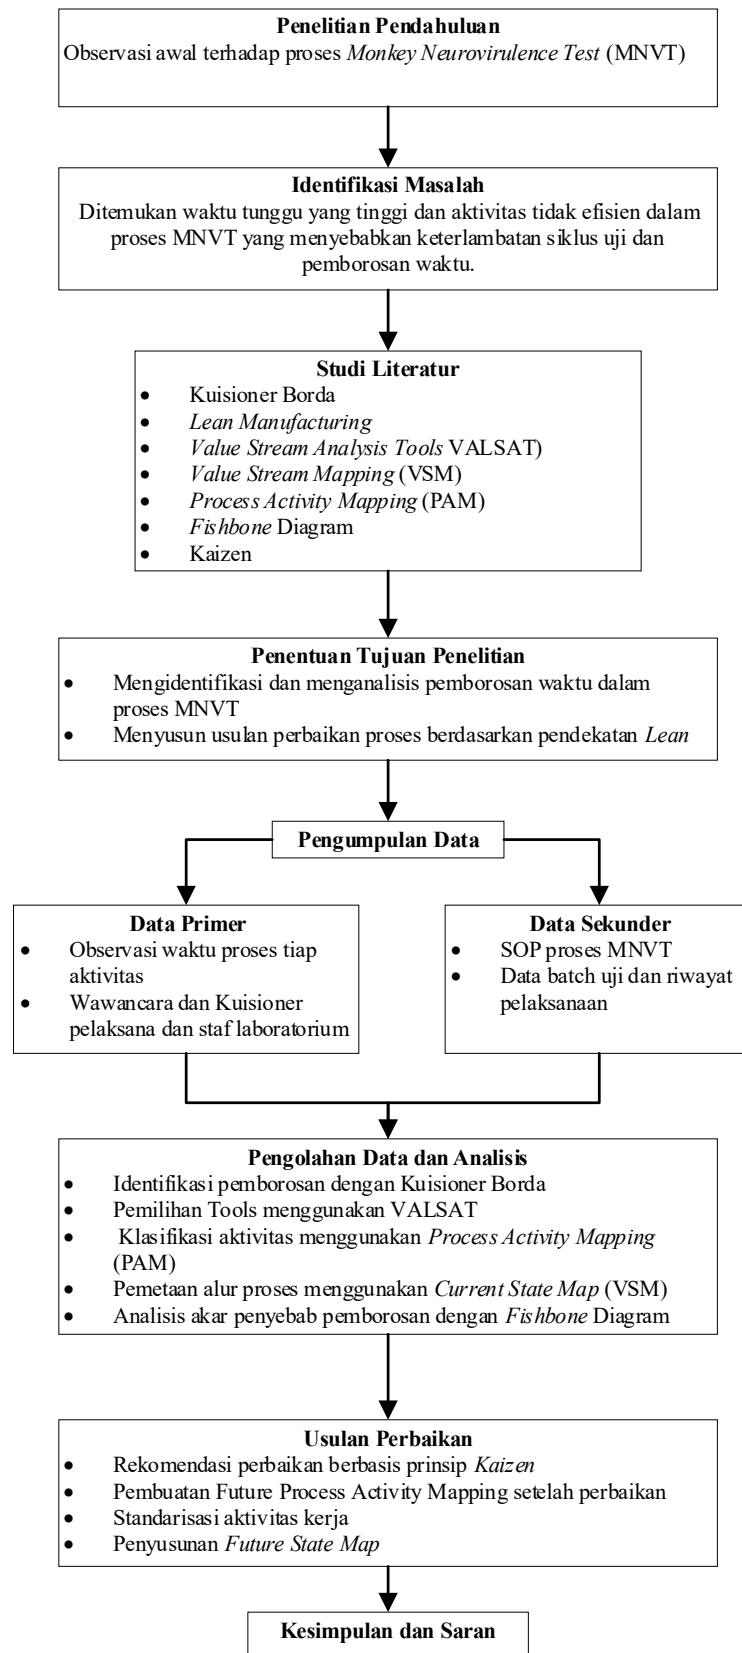 Penelitian Pendahuluan
Observasi awal terhadap proses Monkey Neurovirulence Test (MNVT)
Identifikasi Masalah
Ditemukan waktu tunggu yang tinggi dan aktivitas tidak efisien dalam
proses MNVT yang menyebabkan keterlambatan siklus uji dan
pemborosan waktu.
Studi Literatur
• Kuisioner Borda
• Lean Manufacturing
• Value Stream Analysis Tools VALSAT)
• Value Stream Mapping (VSM)
• Process Activity Mapping (PAM)
• Fishbone Diagram
• Kaizen
Penentuan Tujuan Penelitian
• Mengidentifikasi dan menganalisis pemborosan waktu dalam
proses MNVT
• Menyusun usulan perbaikan proses berdasarkan pendekatan Lean
Pengumpulan Data
Data Primer
• Observasi waktu proses tiap
aktivitas
• Wawancara dan Kuisioner
pelaksana dan staf laboratorium
Data Sekunder
• SOP proses MNVT
• Data batch uji dan riwayat
pelaksanaan
Pengolahan Data dan Analisis
• Identifikasi pemborosan dengan Kuisioner Borda
• Pemilihan Tools menggunakan VALSAT
• Klasifikasi aktivitas menggunakan Process Activity Mapping
(PAM)
• Pemetaan alur proses menggunakan Current State Map (VSM)
• Analisis akar penyebab pemborosan dengan Fishbone Diagram
Usulan Perbaikan
• Rekomendasi perbaikan berbasis prinsip Kaizen
• Pembuatan Future Process Activity Mapping setelah perbaikan
• Standarisasi aktivitas kerja
• Penyusunan Future State Map
Kesimpulan dan Saran